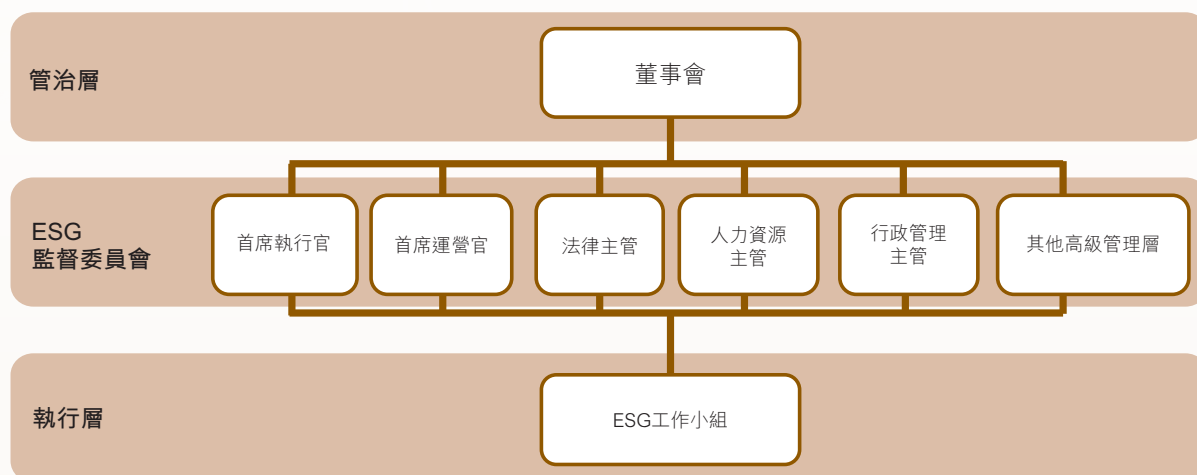 管治層
董事會
ESG
監督委員會
首席執行官
首席運營官
法律主管
人力資源
主管
行政管理
主管
其他高級管理層
執行層
ESG工作小組